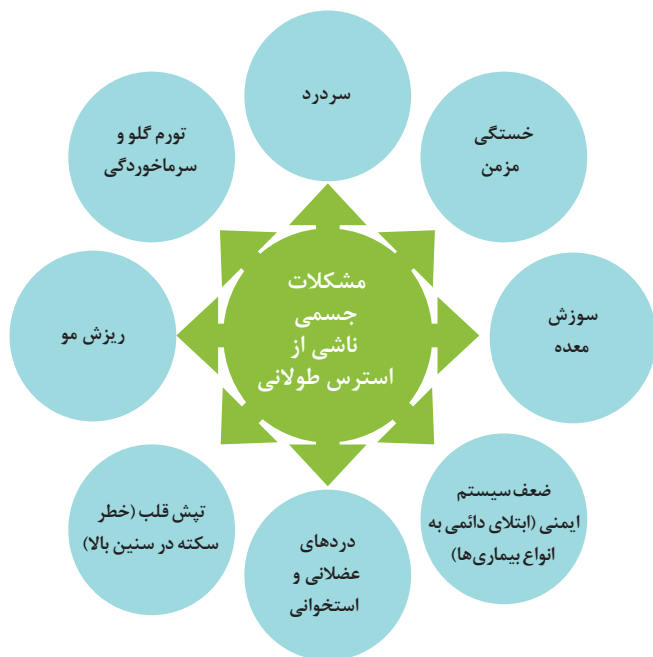 مشکلات
جسمی
ناشی از
استرس طولانی
سردرد
خستگی
مزمن
سوزش
معده
ضعف سیستم
ایمنی (ابتلای دائمی به
انواع بیماری‌ها)
دردهای
عضلانی و
استخوانی
تپش قلب (خطر
سکته در سنین بالا)
ریزش مو
تورم گلو و
سرماخوردگی